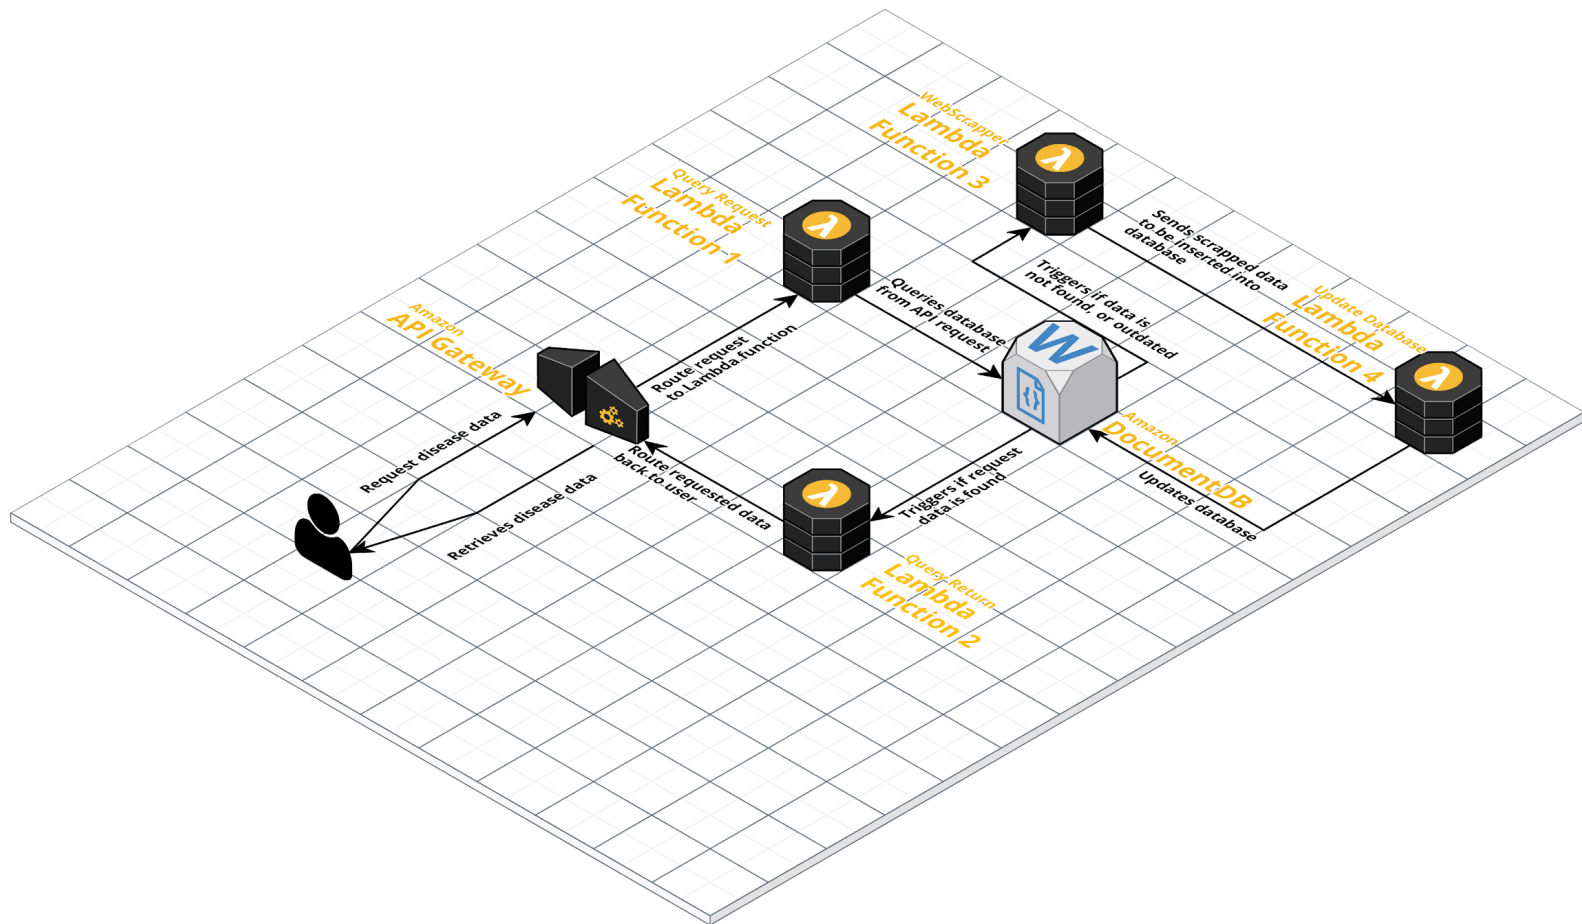 WebScrapper
Lambda
Function 3
Query Request
Lambda
Function 1
Sends scrapped data
to be inserted into
database
Triggers if data is
not found, or outdated
Update Database
Lambda
Function 4
Amazon
API Gateway
Queries database
from API request
Route request
to Lambda function
W
{}
Amazon
DocumentDB
Request disease data
Route requested data
back to user
Triggers if request
data is found
Updates database
Retrieves disease data
Query Return
Lambda
Function 2